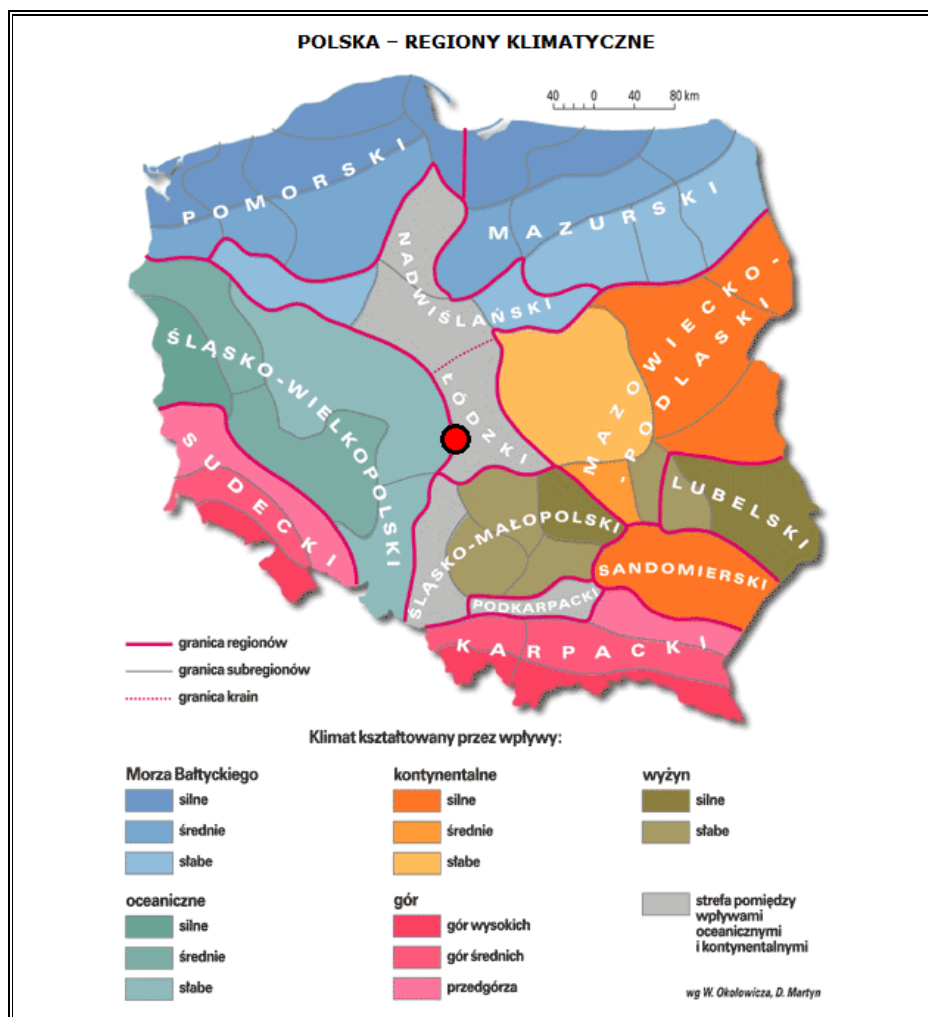 POLSKA – REGIONY KLIMATYCZNE
40 0 40 80 km
POMORSKI
MAZURSKI
NADWIŚLAŃSKI
MAZOWIECKO-
-PODLASKI
ŚLĄSKO-WIELKOPOLSKI
ŁÓDZKI
SUDECKI
LUBELSKI
ŚLĄSKO-MAŁOPOLSKI
SANDOMIERSKI
PODKARPACKI
KARPACKI
granica regionów
granica subregionów
granica krain
Klimat kształtowany przez wpływy:
Morza Bałtyckiego
silne
średnie
słabe
kontynentalne
silne
średnie
słabe
wyżyn
silne
słabe
oceaniczne
silne
średnie
słabe
gór
gór wysokich
gór średnich
przedgórza
strefa pomiędzy
wpływami
oceanicznymi
i kontynentalnymi
wg W. Okołowicza, D. Martyn